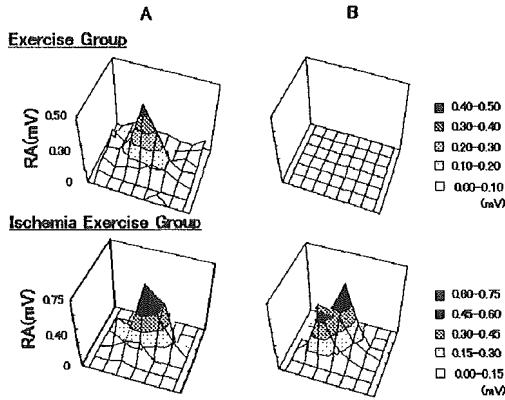 A B
Exercise Group
RA(mV)
0.50
0.30
0
0.40-0.50
0.30-0.40
0.20-0.30
0.10-0.20
0.00-0.10
(mV)
Ischemia Exercise Group
RA(mV)
0.75
0.40
0
0.60-0.75
0.45-0.60
0.30-0.45
0.15-0.30
0.00-0.15
(mV)